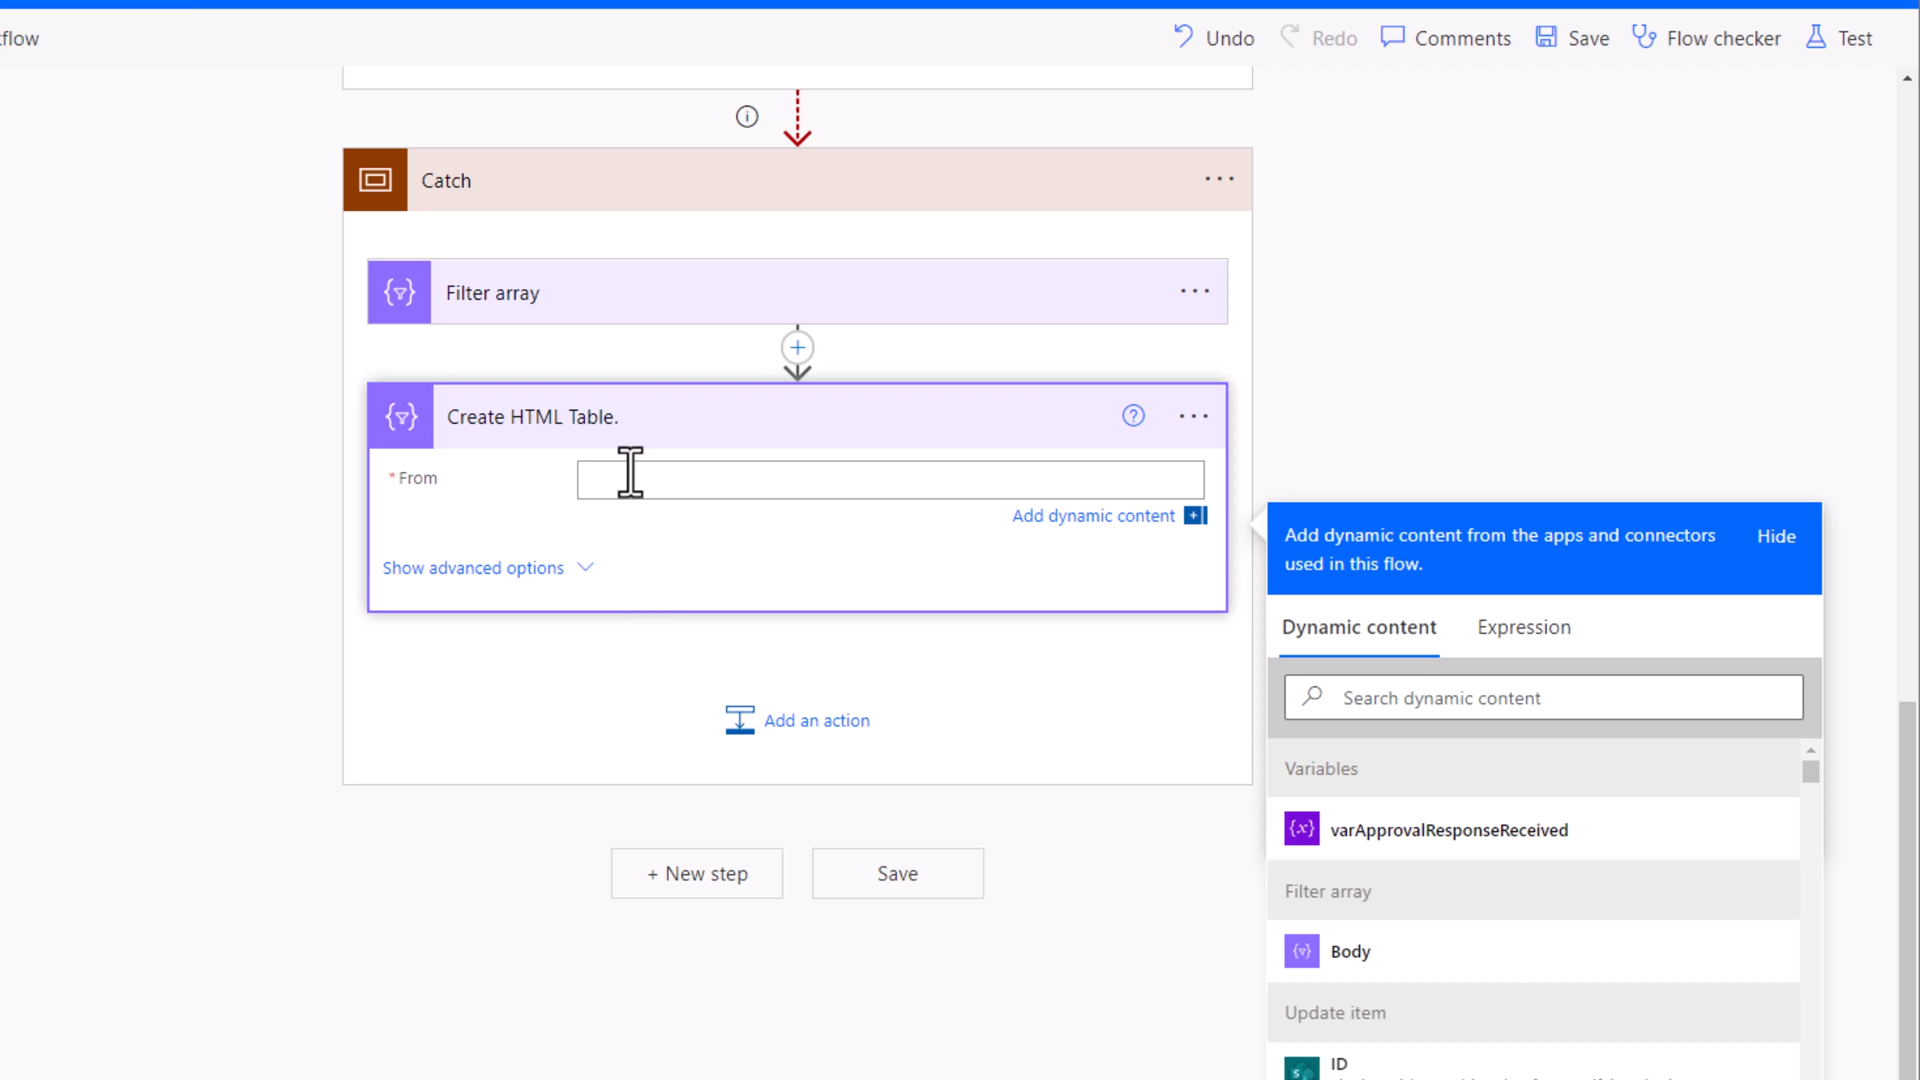 flow
Undo
Redo
Comments
Save
Flow checker
Test
Catch
Filter array
Create HTML Table.
* From
Add dynamic content
Show advanced options
Add an action
+ New step
Save
Add dynamic content from the apps and connectors
used in this flow.
Hide
Dynamic content
Expression
Search dynamic content
Variables
varApprovalResponseReceived
Filter array
Body
Update item
ID